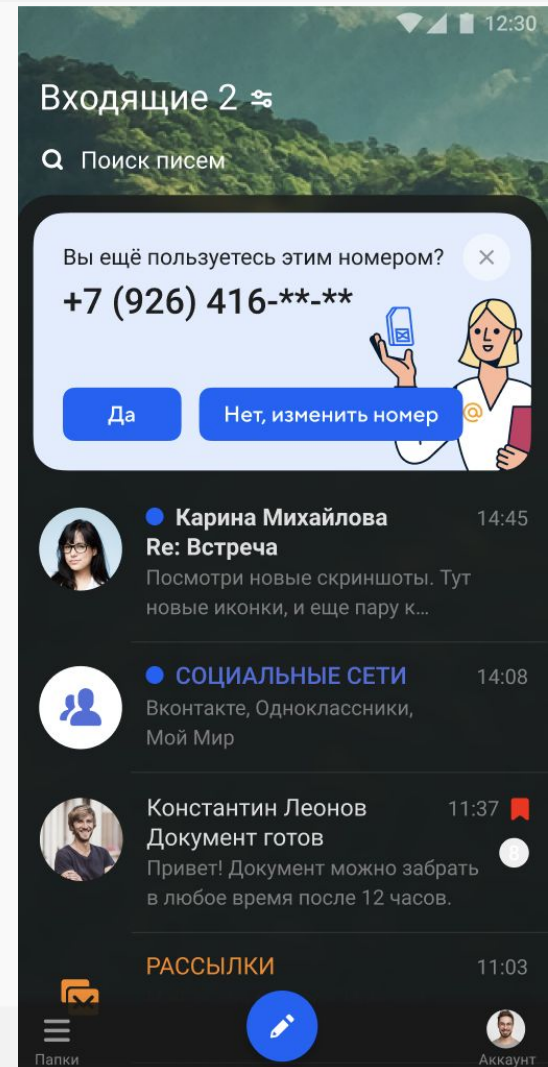 12:30
Входящие 2
Поиск писем
Вы ещё пользуетесь этим номером?
+7 (926) 416-**-**
Да
Нет, изменить номер
@
Карина Михайлова 14:45
Re: Встреча
Посмотри новые скриншоты. Тут
новые иконки, и еще пару к…
СОЦИАЛЬНЫЕ СЕТИ 14:08
Вконтакте, Одноклассники,
Мой Мир
Константин Леонов 11:37
Документ готов
8
Привет! Документ можно забрать
в любое время после 12 часов.
РАССЫЛКИ 11:03
Папки
Аккаунт